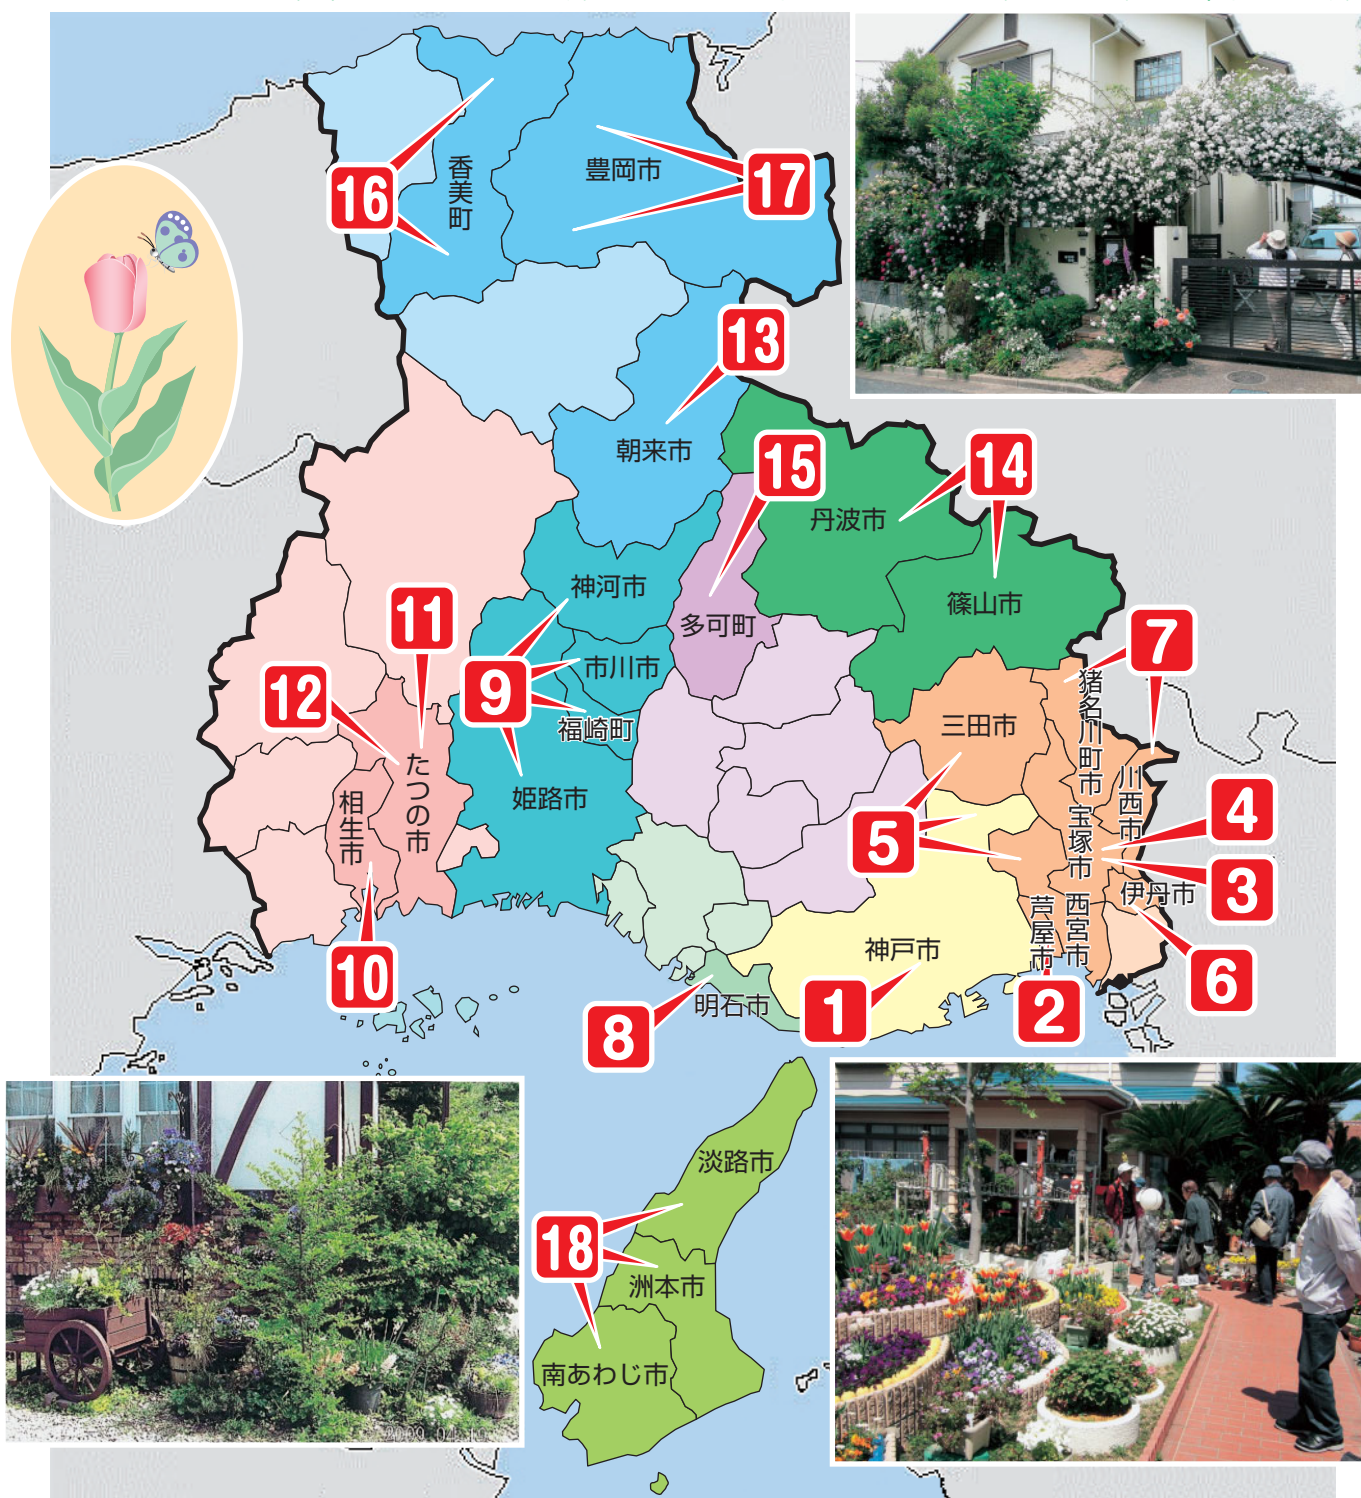 16
香美町
豊岡市
17
13
朝来市
15
14
丹波市
神河市
篠山市
11
多可町
7
12
9
市川市
猪名川町市
福崎町
三田市
川西市
たつの市
相生市
姫路市
5
宝塚市
4
3
伊丹市
芦屋市
西宮市
10
神戸市
6
8
明石市
1
2
淡路市
18
洲本市
南あわじ市